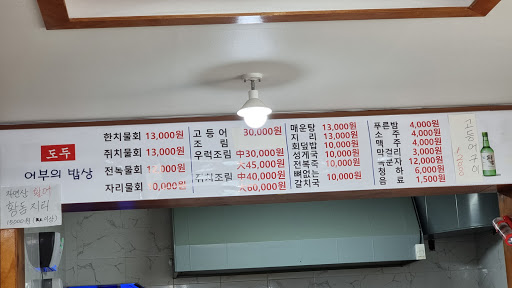 도두
어부의 밥상
한치물회 13,000원
쥐치물회 13,000원
전복물회
자리물회
고등어 조림 30,000원
우럭조림 中30,000원
大45,000원
조림 中40,000원
大60,000원
매운탕 13,000원
지리 13,000원
회덮밥 10,000원
성게국 10,000원
전복죽 10,000원
뼈없는 갈치국 10,000원
푸른밤 4,000원
소주 4,000원
맥주 4,000원
막걸리 3,000원
청하 6,000원
음료 1,500원
고등어구이
자연산
황돔 지리
15,000원